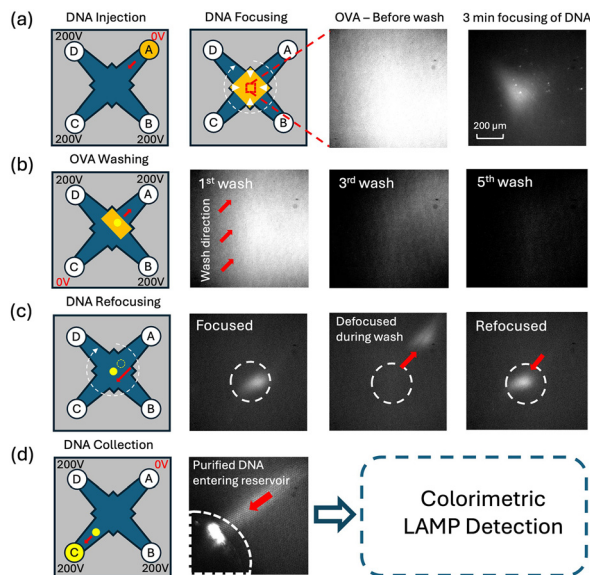 (a)
DNA Injection
DNA Focusing
OVA – Before wash
3 min focusing of DNA
200V
0V
D
A
C
B
200V
200V
D
A
C
B
200 µm
(b)
OVA Washing
200V
200V
D
A
C
B
0V
200V
1st wash
Wash direction
3rd wash
5th wash
(c)
DNA Refocusing
D
A
C
B
Focused
Defocused
during wash
Refocused
(d)
DNA Collection
200V
0V
D
A
C
B
200V
200V
Purified DNA
entering reservoir
Colorimetric
LAMP Detection